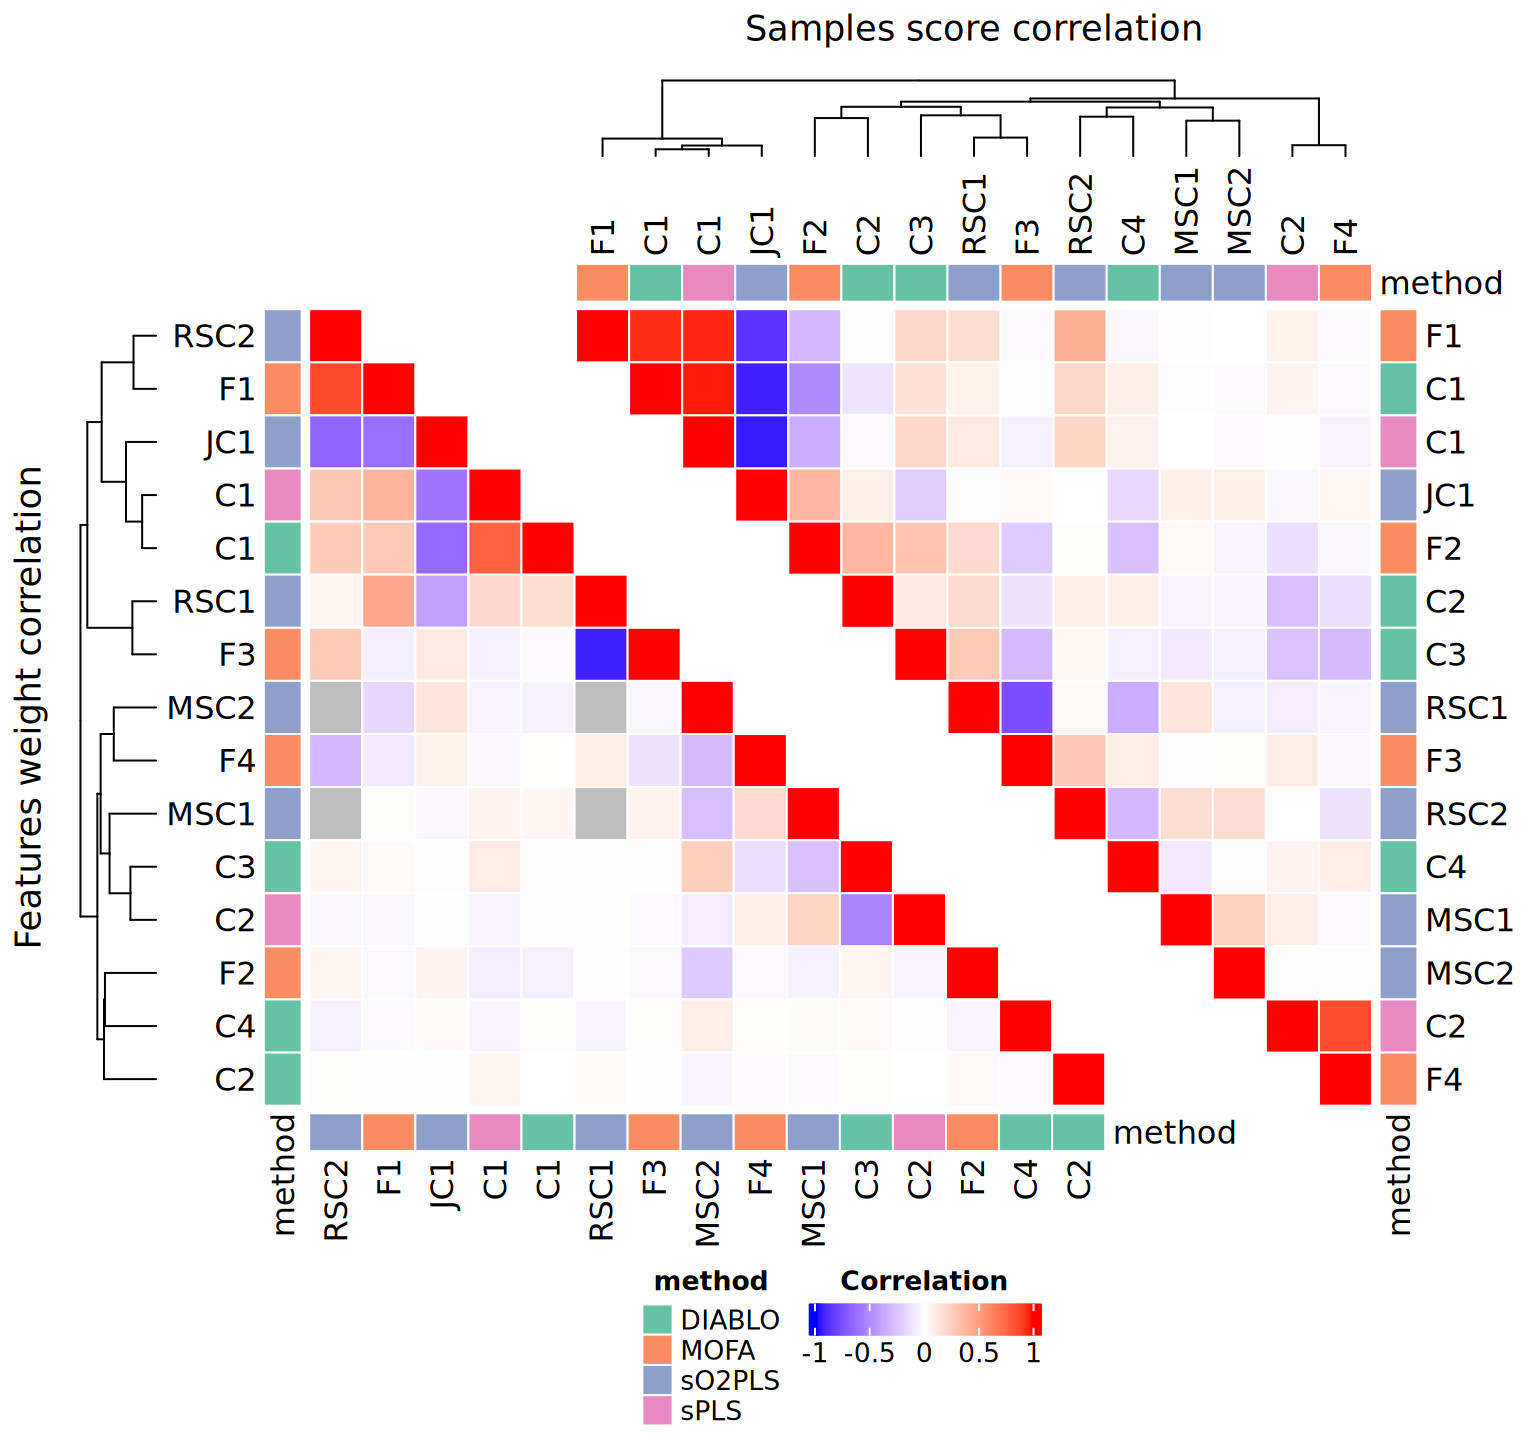 Samples score correlation
F1 C1 C1 JC1 F2 C2 C3 RSC1 F3 RSC2 C4 MSC1 MSC2 C2 F4
method
Features weight correlation
RSC2 F1
F1 C1
JC1 C1
C1 JC1
C1 F2
RSC1 C2
F3 C3
MSC2 RSC1
F4 F3
MSC1 RSC2
C3 C4
C2 MSC1
F2 MSC2
C4 C2
C2 F4
method method method
RSC2 F1 JC1 C1 C1 RSC1 F3 MSC2 F4 MSC1 C3 C2 F2 C4 C2
method Correlation
DIABLO
MOFA
sO2PLS
sPLS
-1 -0.5 0 0.5 1